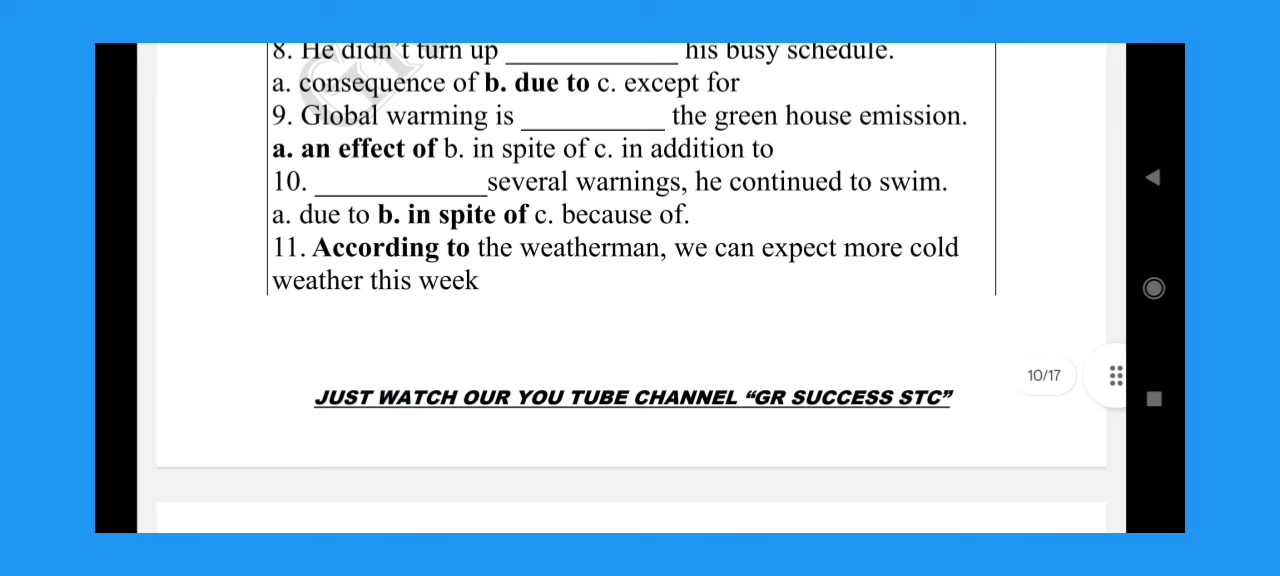 8. He didn't turn up ____________ his busy schedule.
a. consequence of b. due to c. except for
9. Global warming is __________ the green house emission.
a. an effect of b. in spite of c. in addition to
10. ____________several warnings, he continued to swim.
a. due to b. in spite of c. because of.
11. According to the weatherman, we can expect more cold
weather this week
10/17
JUST WATCH OUR YOU TUBE CHANNEL “GR SUCCESS STC”